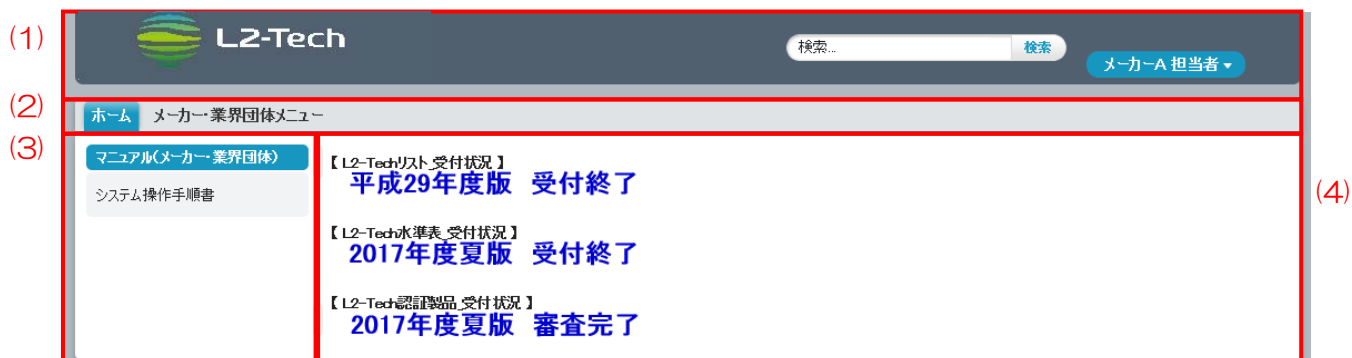 (1)
L2-Tech
検索...
検索
メーカーA 担当者
(2)
ホーム メーカー・業界団体メニュー
(3)
マニュアル(メーカー・業界団体)
システム操作手順書
【 L2-Techリスト_受付状況 】
平成29年度版 受付終了
(4)
【 L2-Tech水準表_受付状況 】
2017年度夏版 受付終了
【 L2-Tech認証製品_受付状況 】
2017年度夏版 審査完了